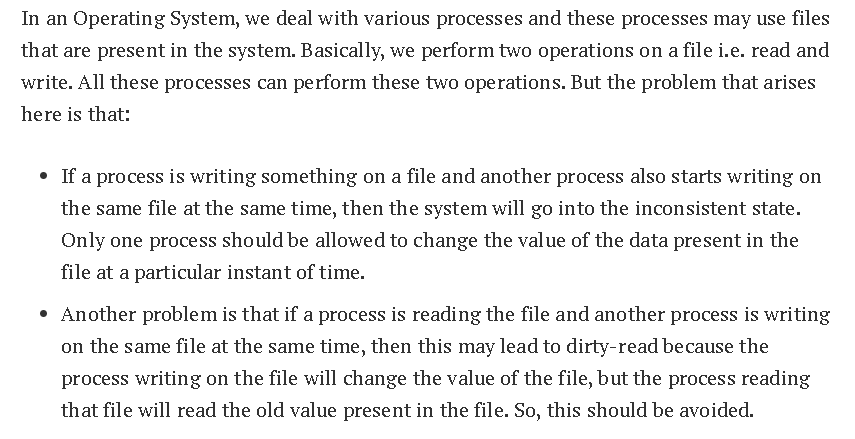 In an Operating System, we deal with various processes and these processes may use files
that are present in the system. Basically, we perform two operations on a file i.e. read and
write. All these processes can perform these two operations. But the problem that arises
here is that:
• If a process is writing something on a file and another process also starts writing on
the same file at the same time, then the system will go into the inconsistent state.
Only one process should be allowed to change the value of the data present in the
file at a particular instant of time.
• Another problem is that if a process is reading the file and another process is writing
on the same file at the same time, then this may lead to dirty-read because the
process writing on the file will change the value of the file, but the process reading
that file will read the old value present in the file. So, this should be avoided.